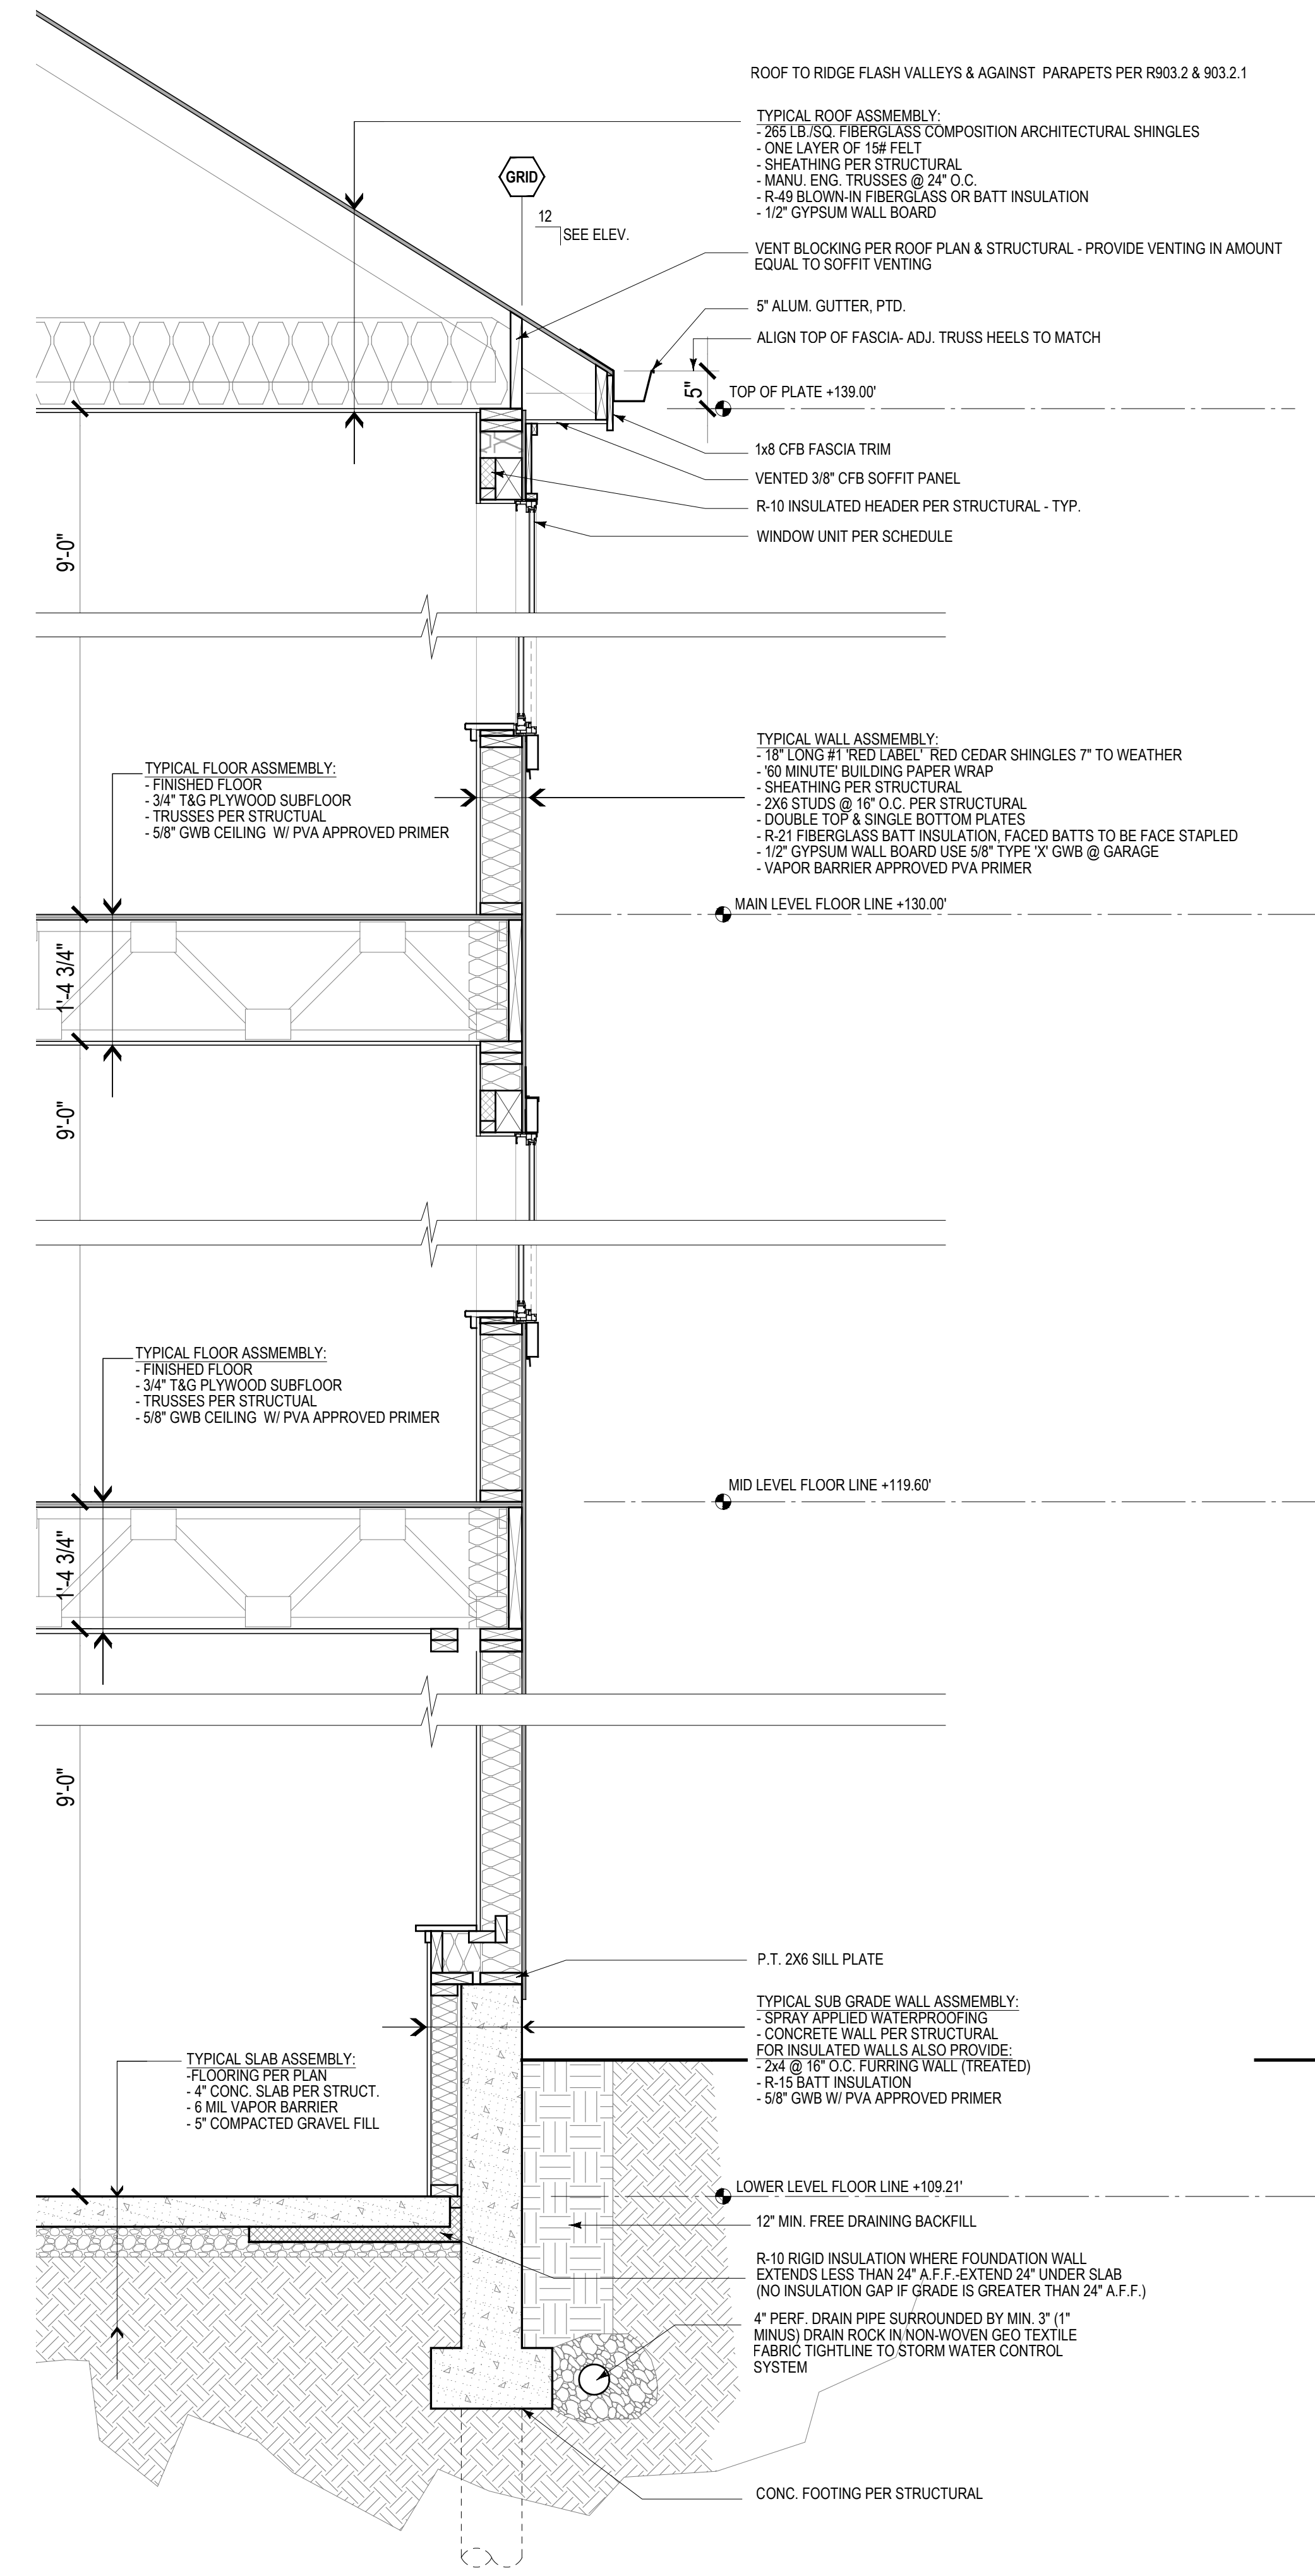 ROOF TO RIDGE FLASH VALLEYS & AGAINST PARAPETS PER R903.2 & 903.2.1
TYPICAL ROOF ASSMEMBLY:
- 265 LB./SQ. FIBERGLASS COMPOSITION ARCHITECTURAL SHINGLES
- ONE LAYER OF 15# FELT
- SHEATHING PER STRUCTURAL
- MANU. ENG. TRUSSES @ 24" O.C.
- R-49 BLOWN-IN FIBERGLASS OR BATT INSULATION
- 1/2" GYPSUM WALL BOARD
GRID
12
SEE ELEV.
VENT BLOCKING PER ROOF PLAN & STRUCTURAL - PROVIDE VENTING IN AMOUNT
EQUAL TO SOFFIT VENTING
5" ALUM. GUTTER, PTD.
ALIGN TOP OF FASCIA- ADJ. TRUSS HEELS TO MATCH
5"
TOP OF PLATE +139.00'
1x8 CFB FASCIA TRIM
VENTED 3/8" CFB SOFFIT PANEL
R-10 INSULATED HEADER PER STRUCTURAL - TYP.
WINDOW UNIT PER SCHEDULE
9'-0"
TYPICAL WALL ASSMEMBLY:
- 18" LONG #1 'RED LABEL' RED CEDAR SHINGLES 7" TO WEATHER
- '60 MINUTE' BUILDING PAPER WRAP
- SHEATHING PER STRUCTURAL
- 2X6 STUDS @ 16" O.C. PER STRUCTURAL
- DOUBLE TOP & SINGLE BOTTOM PLATES
- R-21 FIBERGLASS BATT INSULATION, FACED BATTS TO BE FACE STAPLED
- 1/2" GYPSUM WALL BOARD USE 5/8" TYPE 'X' GWB @ GARAGE
- VAPOR BARRIER APPROVED PVA PRIMER
TYPICAL FLOOR ASSMEMBLY:
- FINISHED FLOOR
- 3/4" T&G PLYWOOD SUBFLOOR
- TRUSSES PER STRUCTUAL
- 5/8" GWB CEILING W/ PVA APPROVED PRIMER
MAIN LEVEL FLOOR LINE +130.00'
1'-4 3/4"
9'-0"
TYPICAL FLOOR ASSMEMBLY:
- FINISHED FLOOR
- 3/4" T&G PLYWOOD SUBFLOOR
- TRUSSES PER STRUCTUAL
- 5/8" GWB CEILING W/ PVA APPROVED PRIMER
MID LEVEL FLOOR LINE +119.60'
1'-4 3/4"
9'-0"
P.T. 2X6 SILL PLATE
TYPICAL SUB GRADE WALL ASSMEMBLY:
- SPRAY APPLIED WATERPROOFING
- CONCRETE WALL PER STRUCTURAL
FOR INSULATED WALLS ALSO PROVIDE:
- 2x4 @ 16" O.C. FURRING WALL (TREATED)
- R-15 BATT INSULATION
- 5/8" GWB W/ PVA APPROVED PRIMER
TYPICAL SLAB ASSEMBLY:
-FLOORING PER PLAN
- 4" CONC. SLAB PER STRUCT.
- 6 MIL VAPOR BARRIER
- 5" COMPACTED GRAVEL FILL
LOWER LEVEL FLOOR LINE +109.21'
12" MIN. FREE DRAINING BACKFILL
R-10 RIGID INSULATION WHERE FOUNDATION WALL
EXTENDS LESS THAN 24" A.F.F.-EXTEND 24" UNDER SLAB
(NO INSULATION GAP IF GRADE IS GREATER THAN 24" A.F.F.)
4" PERF. DRAIN PIPE SURROUNDED BY MIN. 3" (1"
MINUS) DRAIN ROCK IN NON-WOVEN GEO TEXTILE
FABRIC TIGHTLINE TO STORM WATER CONTROL
SYSTEM
CONC. FOOTING PER STRUCTURAL